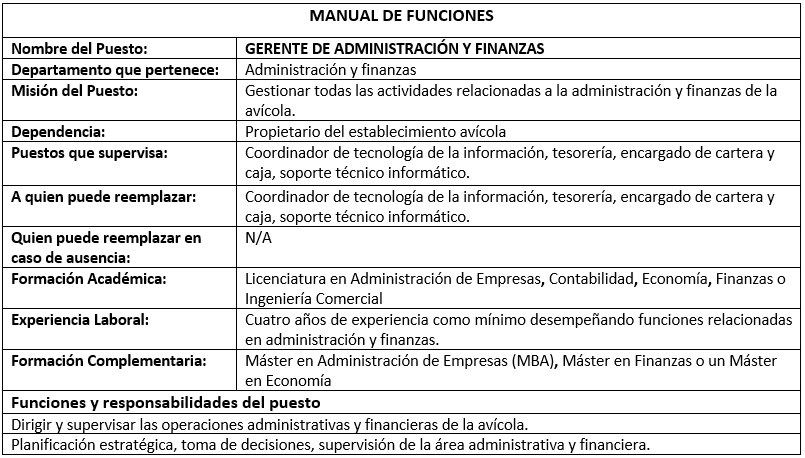 MANUAL DE FUNCIONES
Nombre del Puesto: GERENTE DE ADMINISTRACIÓN Y FINANZAS
Departamento que pertenece: Administración y finanzas
Misión del Puesto: Gestionar todas las actividades relacionadas a la administración y finanzas de la
avícola.
Dependencia: Propietario del establecimiento avícola
Puestos que supervisa: Coordinador de tecnología de la información, tesorería, encargado de cartera y
caja, soporte técnico informático.
A quien puede reemplazar: Coordinador de tecnología de la información, tesorería, encargado de cartera y
caja, soporte técnico informático.
Quien puede reemplazar en N/A
caso de ausencia:
Formación Académica: Licenciatura en Administración de Empresas, Contabilidad, Economía, Finanzas o
Ingeniería Comercial
Experiencia Laboral: Cuatro años de experiencia como mínimo desempeñando funciones relacionadas
en administración y finanzas.
Formación Complementaria: Máster en Administración de Empresas (MBA), Máster en Finanzas o un Máster
en Economía
Funciones y responsabilidades del puesto
Dirigir y supervisar las operaciones administrativas y financieras de la avícola.
Planificación estratégica, toma de decisiones, supervisión de la área administrativa y financiera.